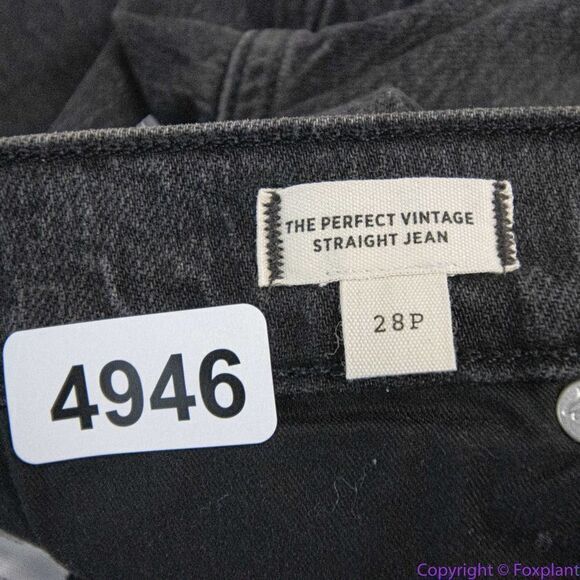 THE PERFECT VINTAGE
STRAIGHT JEAN
28P
4946
Copyright © Foxplant